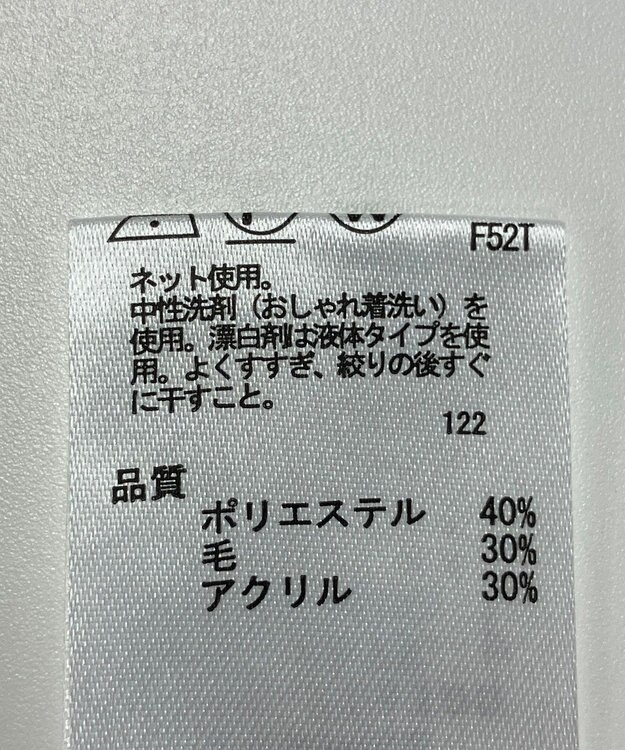 F52T
ネット使用。
中性洗剤（おしゃれ着洗い）を
使用。漂白剤は液体タイプを使
用。よくすすぎ、絞りの後すぐ
に干すこと。
122
品質
ポリエステル 40%
毛 30%
アクリル 30%